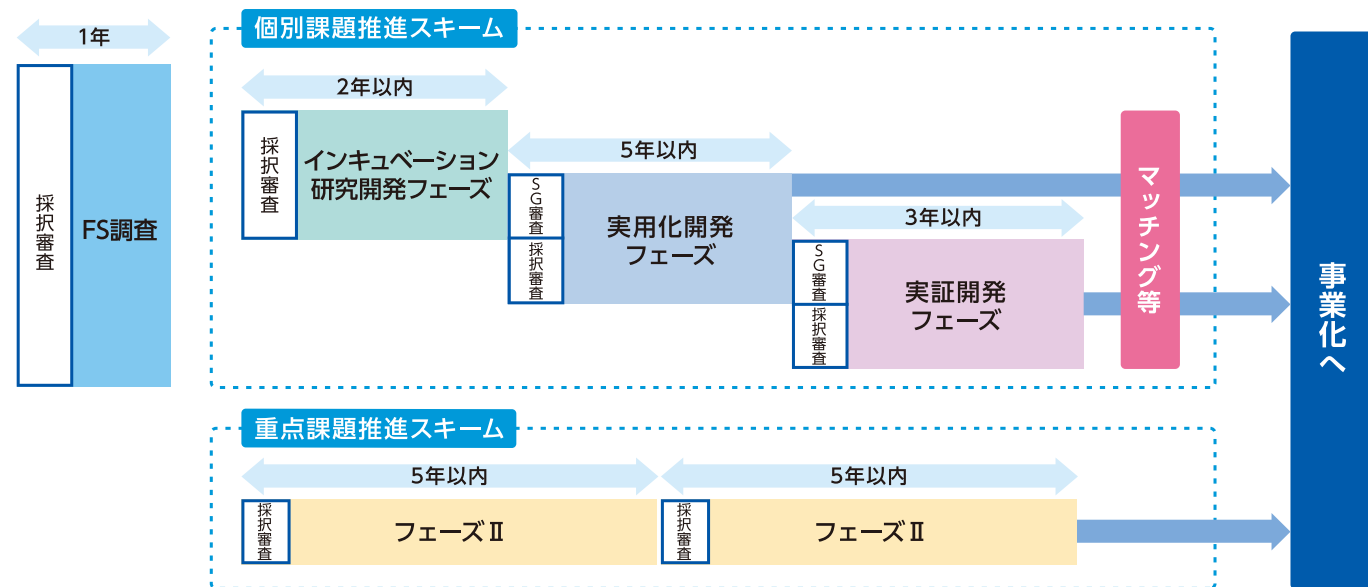 1年
採択審査
FS調査
個別課題推進スキーム
2年以内
採択審査
インキュベーション
研究開発フェーズ
5年以内
SG審査
採択審査
実用化開発
フェーズ
3年以内
SG審査
採択審査
実証開発
フェーズ
マッチング等
事業化へ
重点課題推進スキーム
5年以内
採択審査
フェーズⅡ
5年以内
採択審査
フェーズⅡ